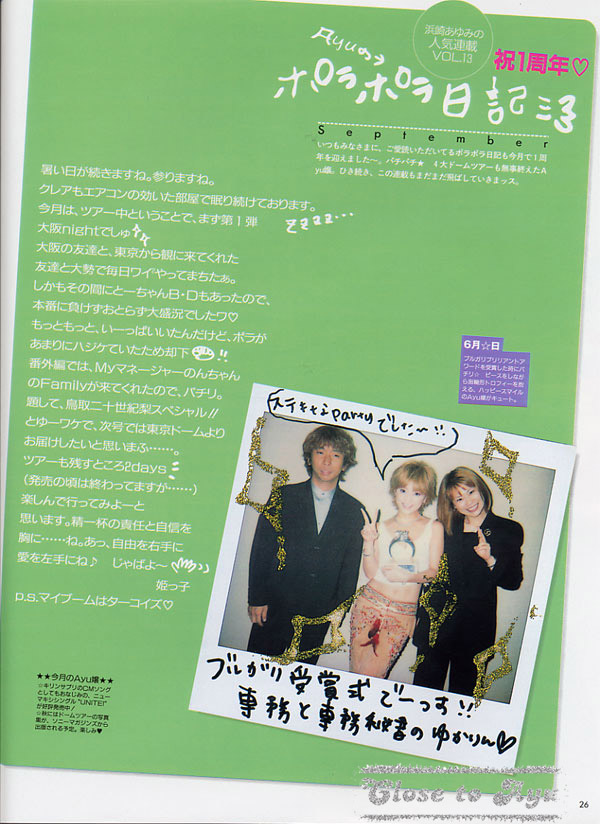 浜崎あゆみの
人気連載
VOL.13
祝1周年♡
Ayuのっ
ポラポラ日記
September
いつもみなさまに、ご愛読いただいてるポラポラ日記も今月で1周
年を迎えました〜。パチパチ★ 4大ドームツアーも無事終えたA
yu嬢。ひき続き、この連載もまだまだ飛ばしていきまッス。
暑い日が続きますね。参りますね。
クレアもエアコンの効いた部屋で眠り続けております。
zzzzz…
今月は、ツアー中ということで、まず第1弾
大阪nightでしゅ
大阪の友達と、東京から観に来てくれた
友達と大勢で毎日ワイ²やってまちたぁ。
しかもその間にとーちゃんB・Dもあったので、
本番に負けずおとらず大盛況でしたワ♡
もっともっと、いーっぱいいたんだけど、ポラが
あまりにハジケていたため却下 !!
番外編では、Myマネージャーのんちゃん
のFamilyが来てくれたので、パチリ。
題して、鳥取二十世紀梨スペシャル!!
とゆーワケで、次号では東京ドームより
お届けしたいと思いまふ……。
ツアーも残すところ2days
(発売の頃は終わってますが……)
楽しんで行ってみよーと
思います。精一杯の責任と自信を
胸に……ね。あっ、自由を右手に
愛を左手にね♪ じゃばよ〜
姫っ子
p.s.マイブームはターコイズ♡
6月☆日
ブルガリブリリアントア
ワードを受賞した時にパ
チリ☆ ピースをしなが
ら指輪形トロフィーを抱
える、ハッピースマイル
のAyu嬢がキュート。
ステキなpartyでした〜!!
ブルガリ受賞式でーっす!!
専務と専務秘書のゆかりん♡
★★今月のAyu嬢★★
☆キリンサプリのCMソング
としてもおなじみの、ニュー
マキシシングル“UNITE!”
が好評発売中！
☆秋にはドームツアーの写真
集が、ソニーマガジンズから
出版される予定。楽しみ♥
Close to Ayu
26